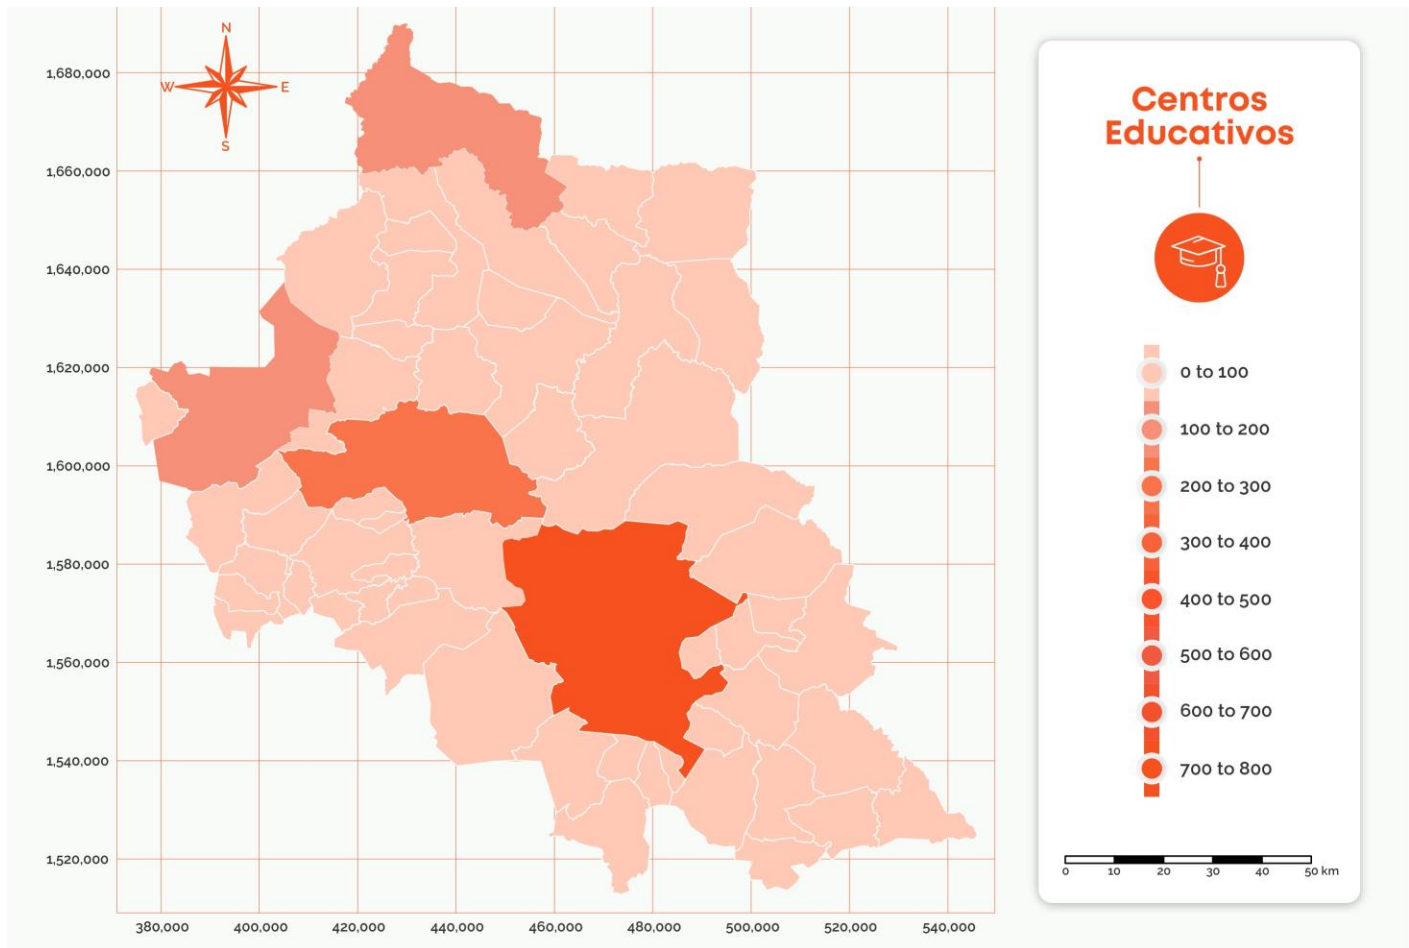 N
W
E
S
1,680,000
1,660,000
1,640,000
1,620,000
1,600,000
1,580,000
1,560,000
1,540,000
1,520,000
380,000
400,000
420,000
440,000
460,000
480,000
500,000
520,000
540,000
Centros
Educativos
0 to 100
100 to 200
200 to 300
300 to 400
400 to 500
500 to 600
600 to 700
700 to 800
0 10 20 30 40 50 km